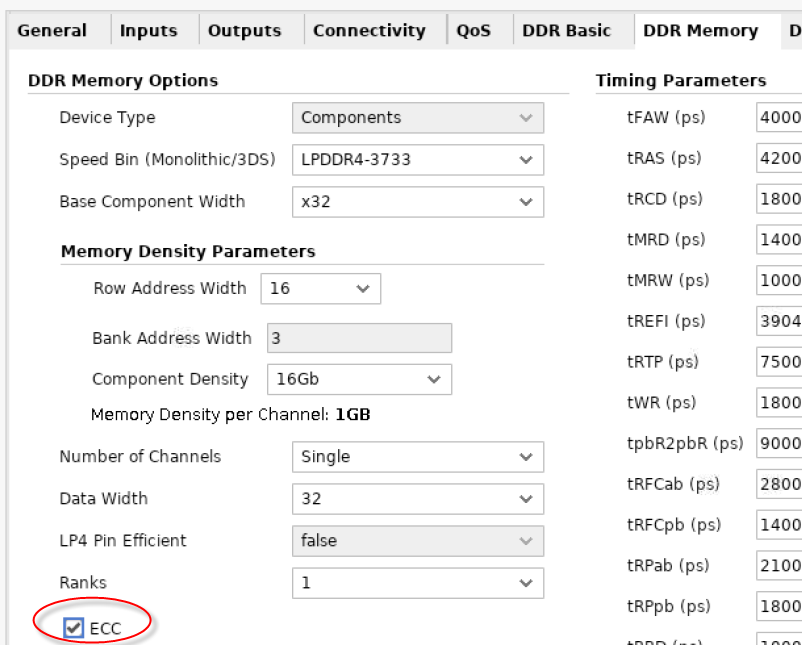 General Inputs Outputs Connectivity QoS DDR Basic DDR Memory D
DDR Memory Options
Device Type Components
Speed Bin (Monolithic/3DS) LPDDR4-3733
Base Component Width x32
Memory Density Parameters
Row Address Width 16
Bank Address Width 3
Component Density 16Gb
Memory Density per Channel: 1GB
Number of Channels Single
Data Width 32
LP4 Pin Efficient false
Ranks 1
ECC
Timing Parameters
tFAW (ps) 4000
tRAS (ps) 4200
tRCD (ps) 1800
tMRD (ps) 1400
tMRW (ps) 1000
tREFI (ps) 3904
tRTP (ps) 7500
tWR (ps) 1800
tpbR2pbR (ps) 9000
tRFCab (ps) 2800
tRFCpb (ps) 1400
tRPab (ps) 2100
tRPpb (ps) 1800